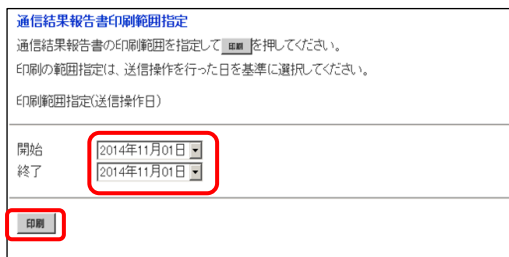 通信結果報告書印刷範囲指定
通信結果報告書の印刷範囲を指定して 印刷 を押してください。
印刷の範囲指定は、送信操作を行った日を基準に選択してください。
印刷範囲指定(送信操作日)
開始 2014年11月01日
終了 2014年11月01日
印刷